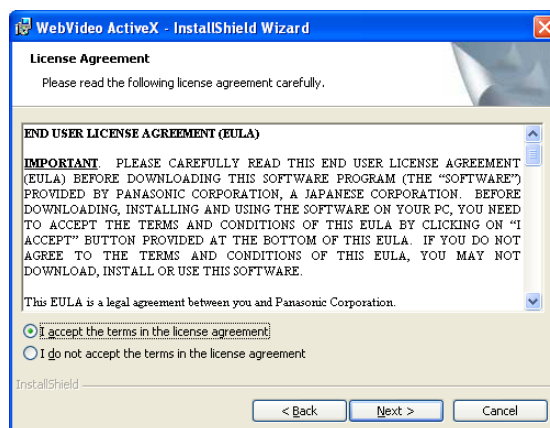 WebVideo ActiveX - InstallShield Wizard
License Agreement
Please read the following license agreement carefully.
END USER LICENSE AGREEMENT (EULA)
IMPORTANT. PLEASE CAREFULLY READ THIS END USER LICENSE AGREEMENT
(EULA) BEFORE DOWNLOADING THIS SOFTWARE PROGRAM (THE “SOFTWARE”)
PROVIDED BY PANASONIC CORPORATION, A JAPANESE CORPORATION. BEFORE
DOWNLOADING, INSTALLING AND USING THE SOFTWARE ON YOUR PC, YOU NEED
TO ACCEPT THE TERMS AND CONDITIONS OF THIS EULA BY CLICKING ON “I
ACCEPT” BUTTON PROVIDED AT THE BOTTOM OF THIS EULA. IF YOU DO NOT
AGREE TO THE TERMS AND CONDITIONS OF THIS EULA, YOU MAY NOT
DOWNLOAD, INSTALL OR USE THIS SOFTWARE.
This EULA is a legal agreement between you and Panasonic Corporation.
I accept the terms in the license agreement
I do not accept the terms in the license agreement
InstallShield
< Back
Next >
Cancel